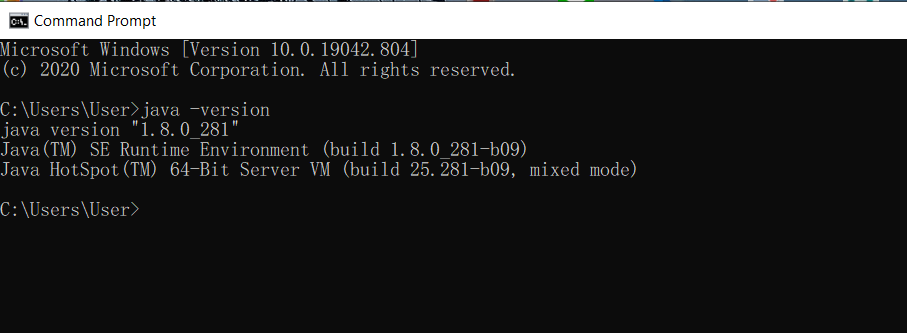 Command Prompt
Microsoft Windows [Version 10.0.19042.804]
(c) 2020 Microsoft Corporation. All rights reserved.
C:\Users\User>java -version
java version "1.8.0_281"
Java(TM) SE Runtime Environment (build 1.8.0_281-b09)
Java HotSpot(TM) 64-Bit Server VM (build 25.281-b09, mixed mode)
C:\Users\User>